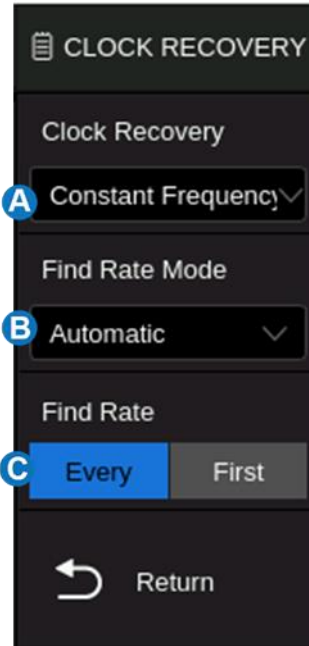 CLOCK RECOVERY
Clock Recovery
A Constant Frequency
Find Rate Mode
B Automatic
Find Rate
C Every First
Return